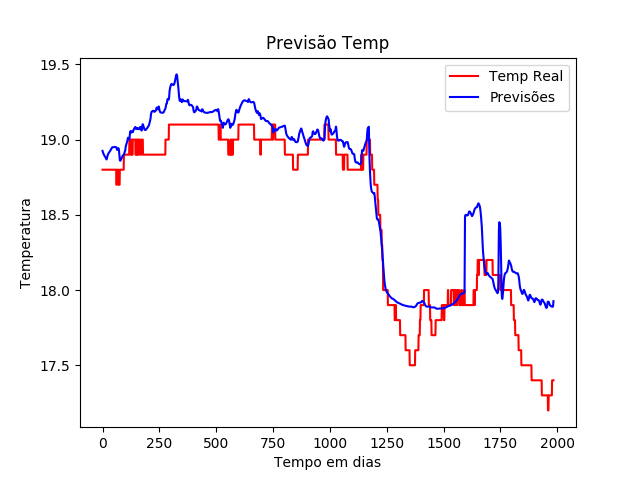 Previsão Temp
Temp Real
Previsões
Temperatura
19.5
19.0
18.5
18.0
17.5
0 250 500 750 1000 1250 1500 1750 2000
Tempo em dias